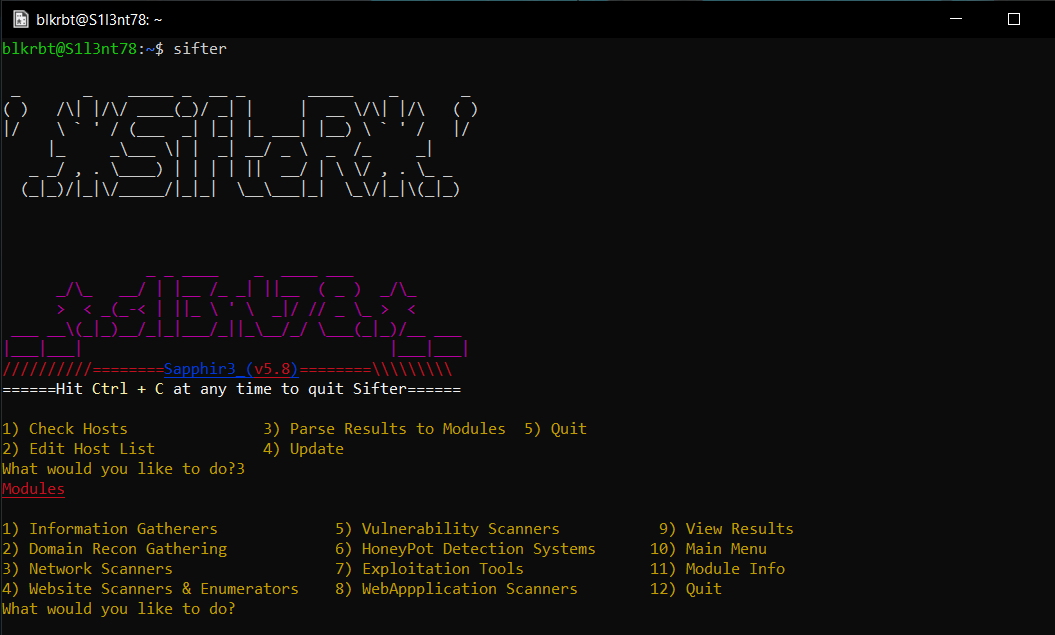 blkrbt@S1l3nt78: ~
blkrbt@S1l3nt78:~$ sifter
*SifteR*
*s1l3nt78*
//////////========Sapphir3_(v5.8)========\\\\\\\\\
======Hit Ctrl + C at any time to quit Sifter======
1) Check Hosts 3) Parse Results to Modules 5) Quit
2) Edit Host List 4) Update
What would you like to do?3
Modules
1) Information Gatherers 5) Vulnerability Scanners 9) View Results
2) Domain Recon Gathering 6) HoneyPot Detection Systems 10) Main Menu
3) Network Scanners 7) Exploitation Tools 11) Module Info
4) Website Scanners & Enumerators 8) WebAppplication Scanners 12) Quit
What would you like to do?